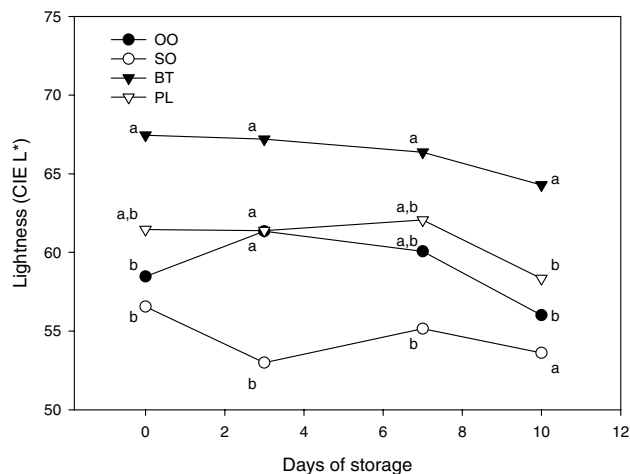 75
OO
SO
BT
PL
70
a
a
a
a
65
a,b
a
a,b
b
a
a,b
60
b
b
55
b
b
b
a
50
0 2 4 6 8 10 12
Lightness (CIE L*)
Days of storage